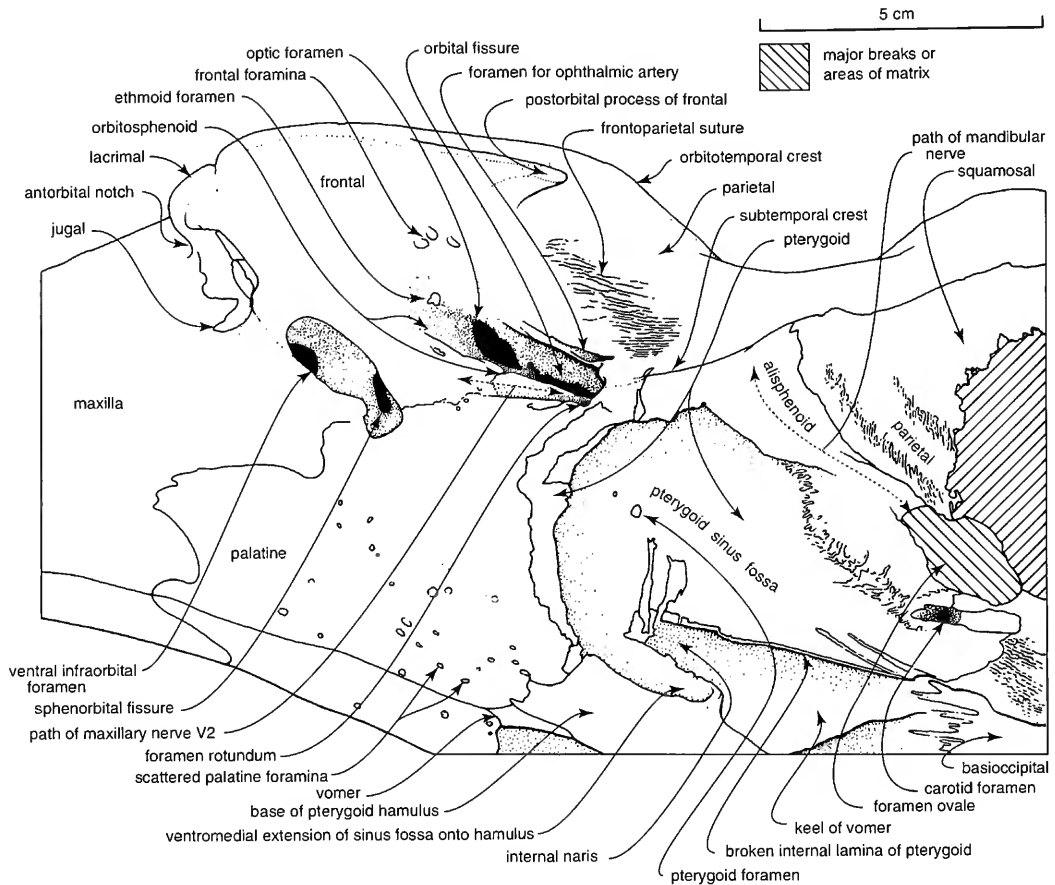 5 cm
major breaks or
areas of matrix
optic foramen
orbital fissure
frontal foramina
foramen for ophthalmic artery
ethmoid foramen
postorbital process of frontal
orbitosphenoid
frontoparietal suture
lacrimal
orbitotemporal crest
path of mandibular
nerve
antorbital notch
frontal
parietal
squamosal
jugal
subtemporal crest
pterygoid
maxilla
alisphenoid
parietal
pterygoid sinus fossa
palatine
ventral infraorbital
foramen
sphenorbital fissure
path of maxillary nerve V2
foramen rotundum
scattered palatine foramina
vomer
base of pterygoid hamulus
ventromedial extension of sinus fossa onto hamulus
internal naris
pterygoid foramen
broken internal lamina of pterygoid
keel of vomer
foramen ovale
carotid foramen
basioccipital